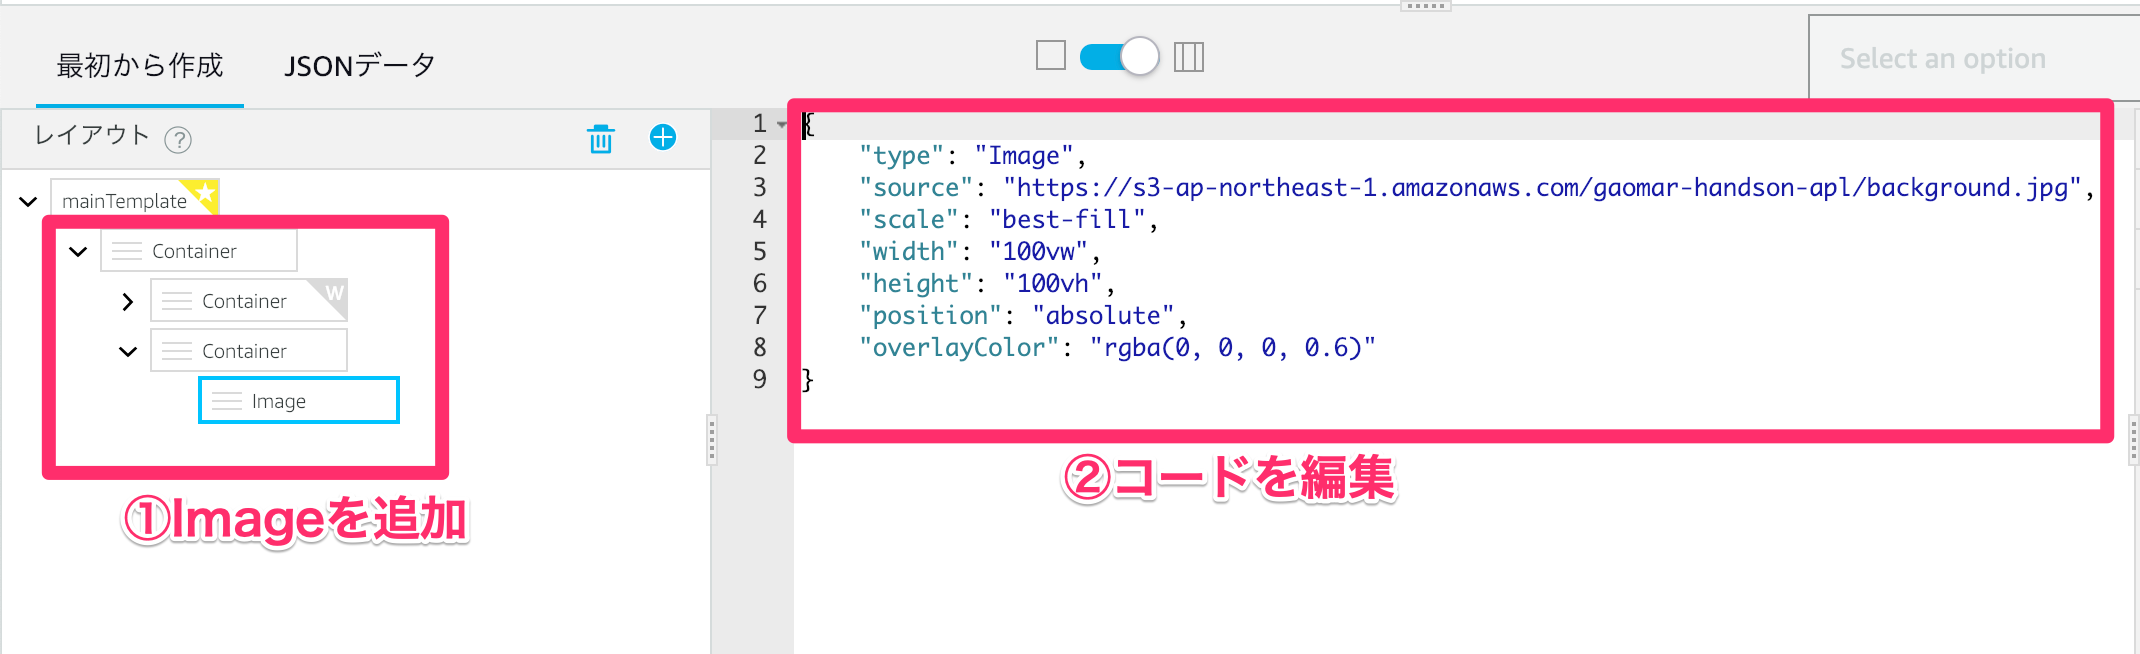 最初から作成
JSONデータ
Select an option
レイアウト ?
mainTemplate
Container
Container W
Container
Image
①Imageを追加
1 {
2 "type": "Image",
3 "source": "https://s3-ap-northeast-1.amazonaws.com/gaomar-handson-apl/background.jpg",
4 "scale": "best-fill",
5 "width": "100vw",
6 "height": "100vh",
7 "position": "absolute",
8 "overlayColor": "rgba(0, 0, 0, 0.6)"
9 }
②コードを編集